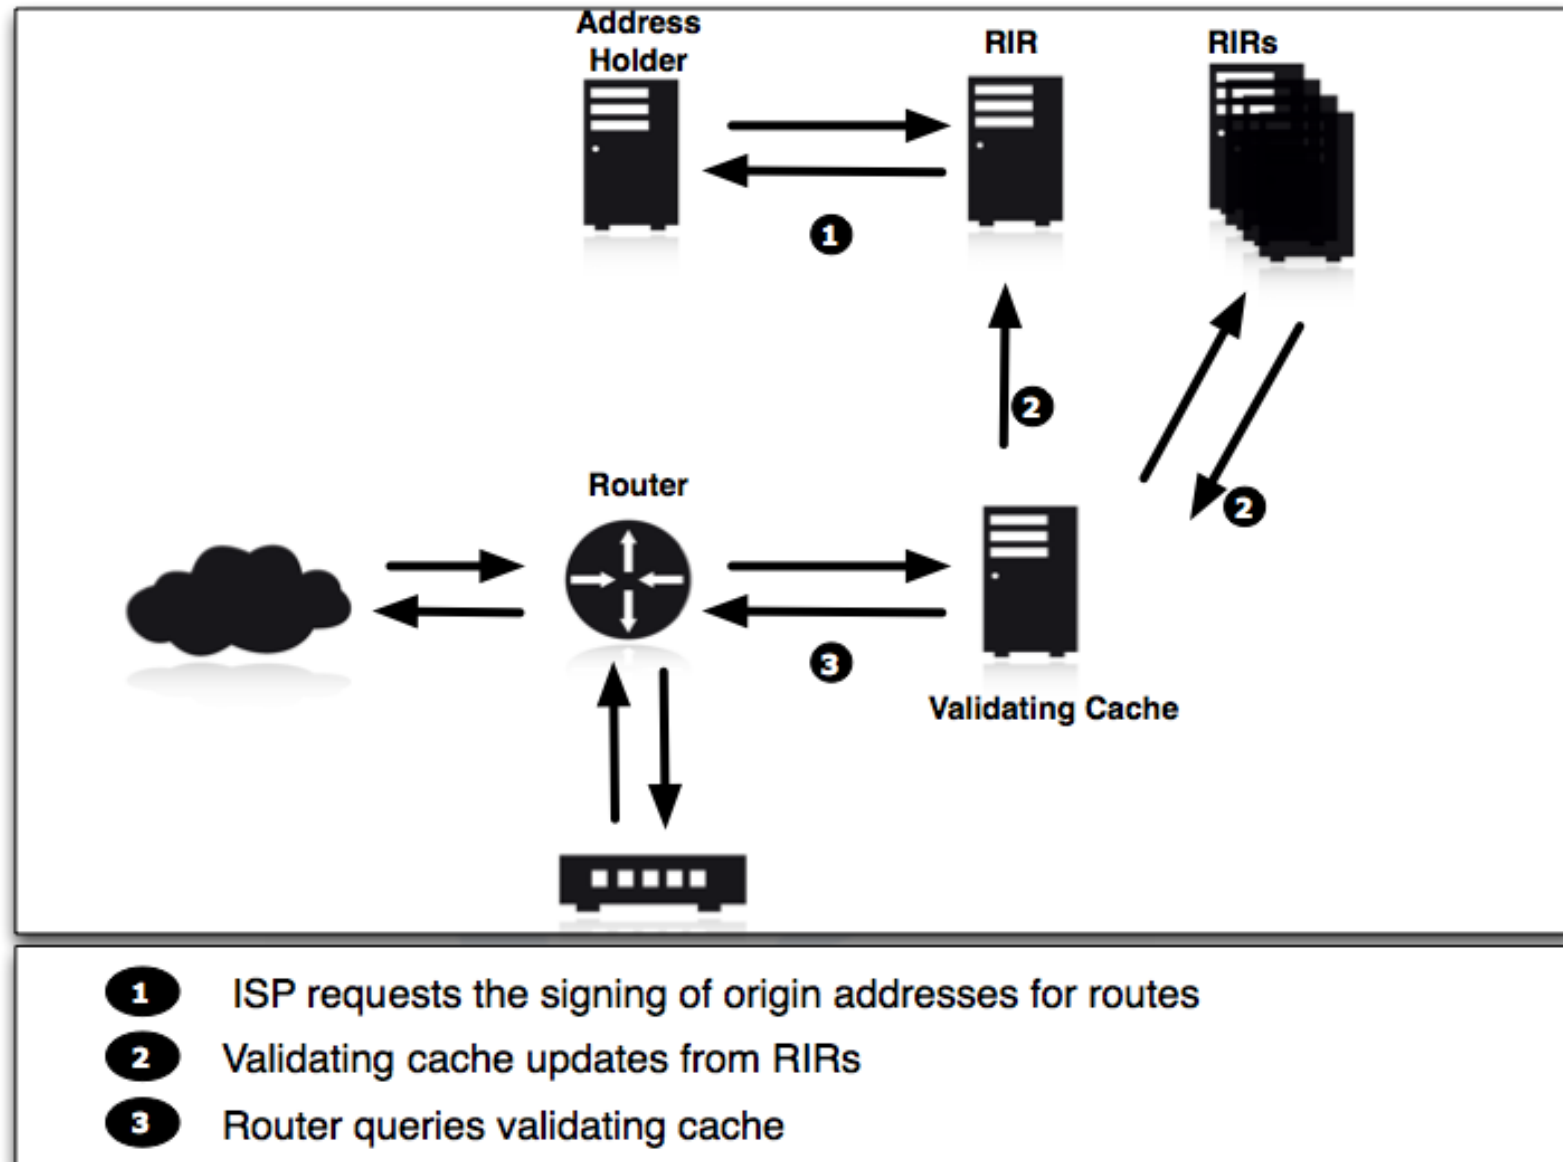 Address
Holder
RIR
RIRs
1
2
2
Router
3
Validating Cache
1 ISP requests the signing of origin addresses for routes
2 Validating cache updates from RIRs
3 Router queries validating cache